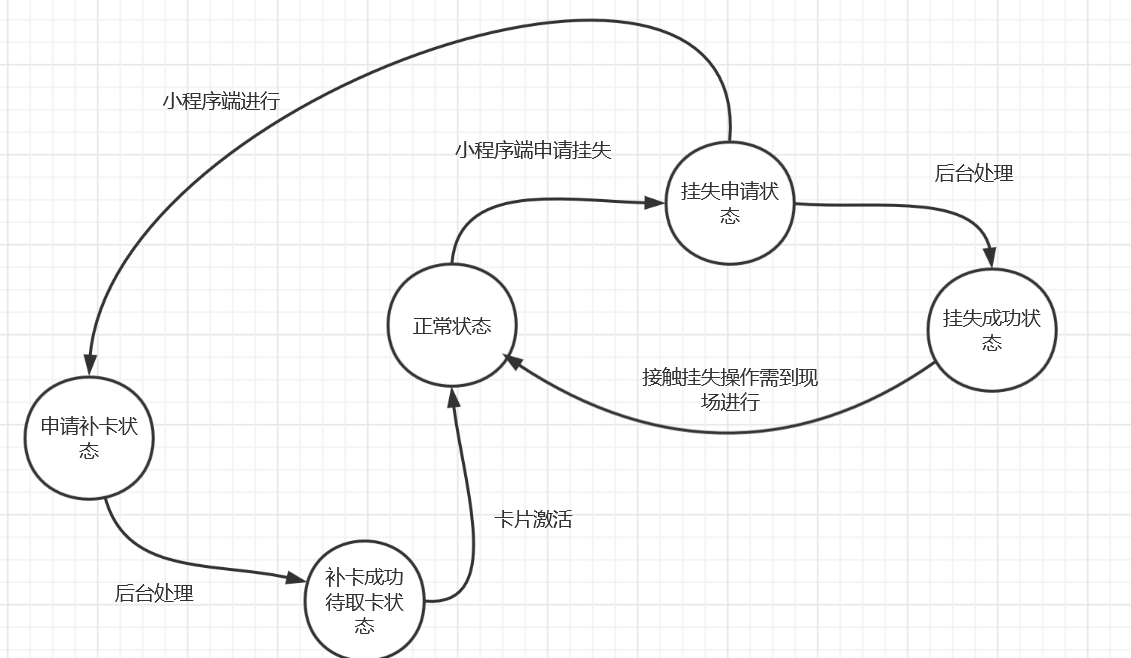 小程序端进行
小程序端申请挂失
后台处理
挂失申请状
态
挂失成功状
态
正常状态
接触挂失操作需到现
场进行
申请补卡状
态
卡片激活
后台处理
补卡成功
待取卡状
态